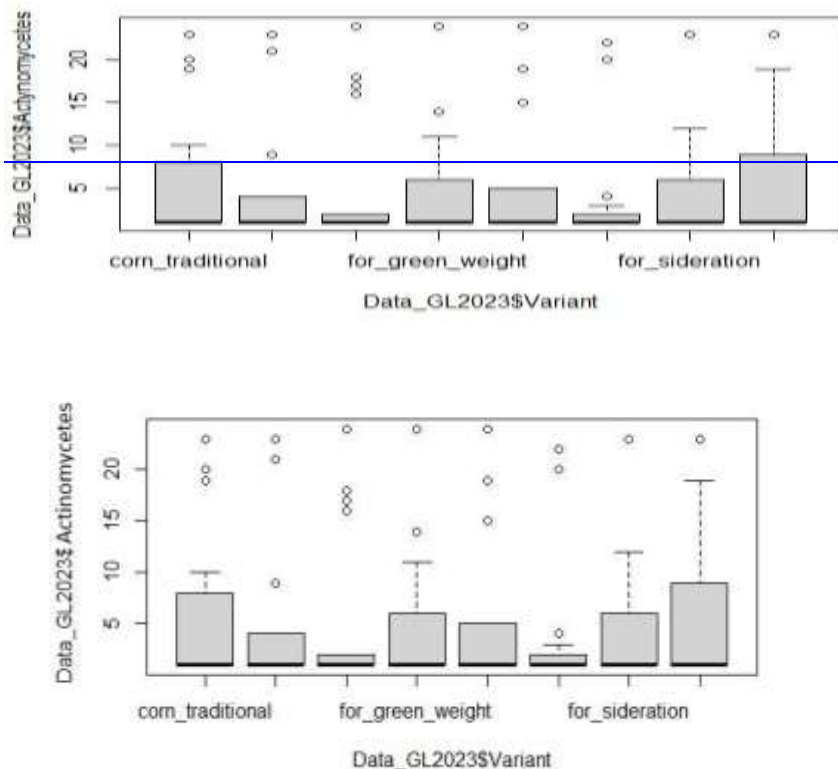 Data_GL2023$Actynomycetes
20
15
10
5
corn_traditional for_green_weight for_sideration
Data_GL2023$Variant
Data_GL2023$ Actinomycetes
20
15
10
5
corn_traditional for_green_weight for_sideration
Data_GL2023$Variant